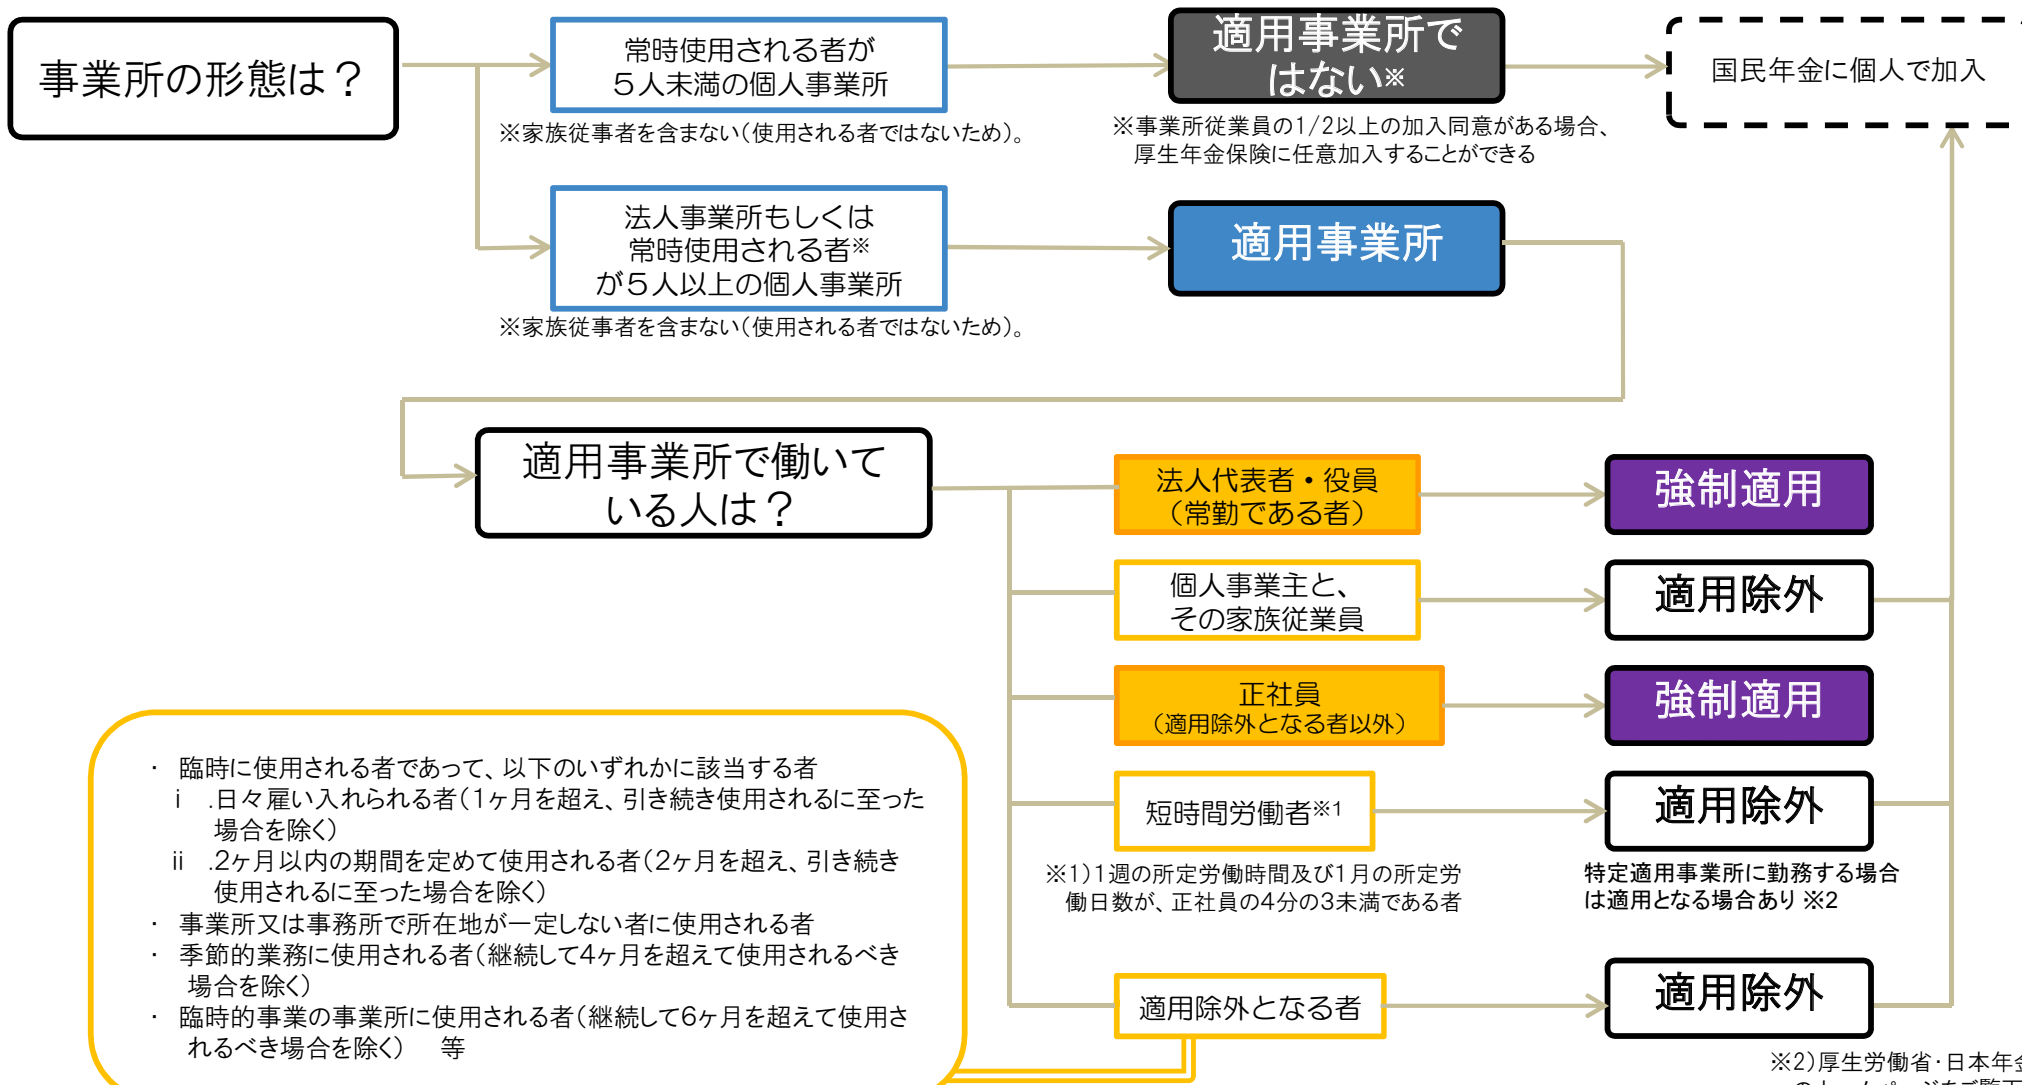 事業所の形態は？
常時使用される者が
５人未満の個人事業所
※家族従事者を含まない（使用される者ではないため）。
適用事業所で
はない※
※事業所従業員の1/2以上の加入同意がある場合、
厚生年金保険に任意加入することができる
国民年金に個人で加入
法人事業所もしくは
常時使用される者※
が５人以上の個人事業所
※家族従事者を含まない（使用される者ではないため）。
適用事業所
適用事業所で働いて
いる人は？
法人代表者・役員
（常勤である者）
強制適用
個人事業主と、
その家族従業員
適用除外
正社員
（適用除外となる者以外）
強制適用
短時間労働者※1
適用除外
※1)1週の所定労働時間及び1月の所定労
働日数が、正社員の4分の3未満である者
特定適用事業所に勤務する場合
は適用となる場合あり ※2
適用除外となる者
適用除外
・ 臨時に使用される者であって、以下のいずれかに該当する者
ⅰ .日々雇い入れられる者（1ヶ月を超え、引き続き使用されるに至った
場合を除く）
ⅱ .2ヶ月以内の期間を定めて使用される者（2ヶ月を超え、引き続き
使用されるに至った場合を除く）
・ 事業所又は事務所で所在地が一定しない者に使用される者
・ 季節的業務に使用される者（継続して4ヶ月を超えて使用されるべき
場合を除く）
・ 臨時的事業の事業所に使用される者（継続して6ヶ月を超えて使用さ
れるべき場合を除く） 等
※2)厚生労働省・日本年金